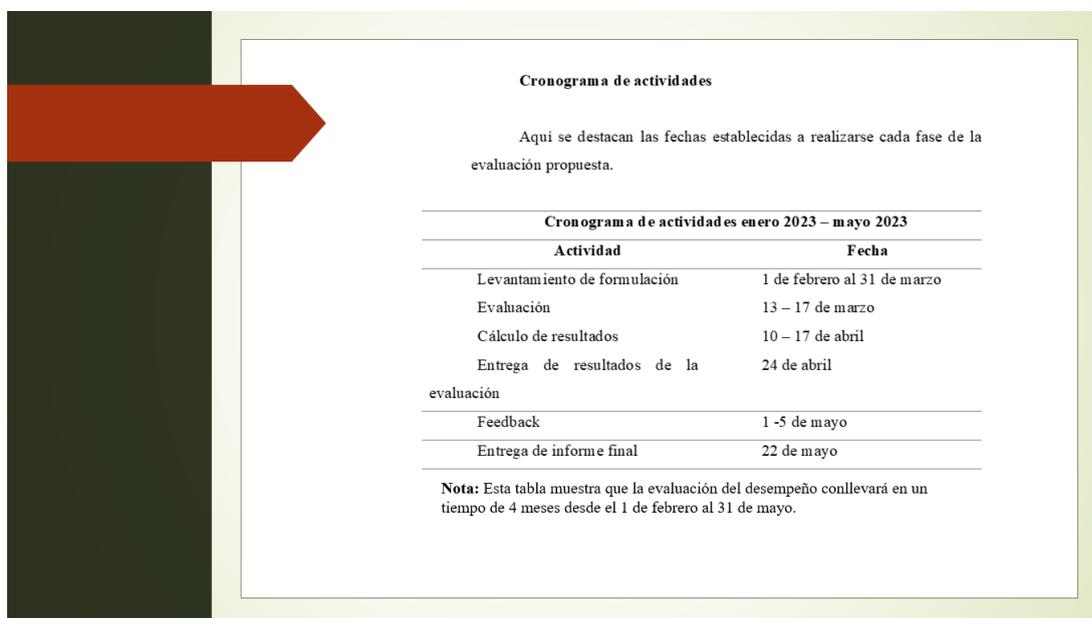 Cronograma de actividades
Aquí se destacan las fechas establecidas a realizarse cada fase de la
evaluación propuesta.
Cronograma de actividades enero 2023 – mayo 2023
Actividad Fecha
Levantamiento de formulación 1 de febrero al 31 de marzo
Evaluación 13 – 17 de marzo
Cálculo de resultados 10 – 17 de abril
Entrega de resultados de la 24 de abril
evaluación
Feedback 1 -5 de mayo
Entrega de informe final 22 de mayo
Nota: Esta tabla muestra que la evaluación del desempeño conllevará en un
tiempo de 4 meses desde el 1 de febrero al 31 de mayo.